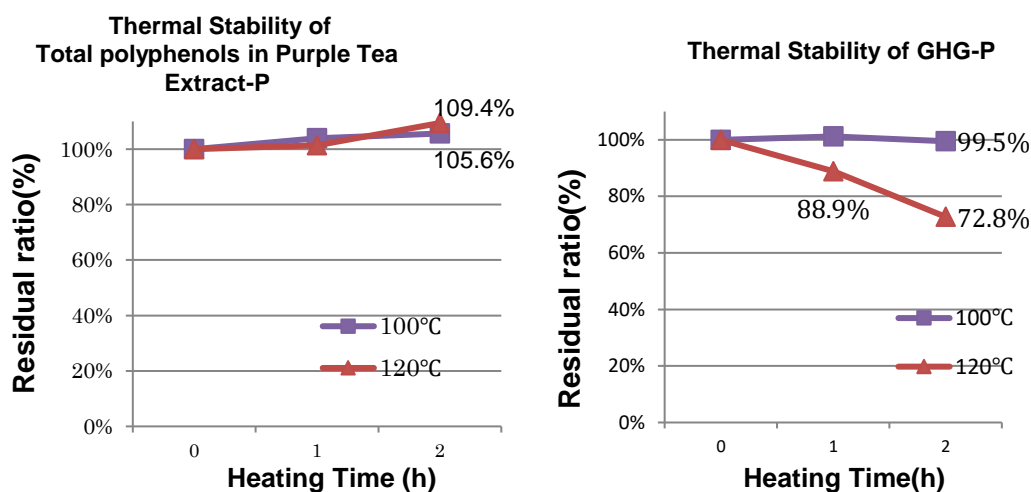 Thermal Stability of
Total polyphenols in Purple Tea
Extract-P
109.4%
105.6%
100%
80%
60%
40%
20%
0%
Residual ratio(%)
100℃
120℃
0 1 2
Heating Time (h)
Thermal Stability of GHG-P
100%
80%
60%
40%
20%
0%
Residual ratio(%)
99.5%
88.9%
72.8%
100℃
120℃
0 1 2
Heating Time(h)